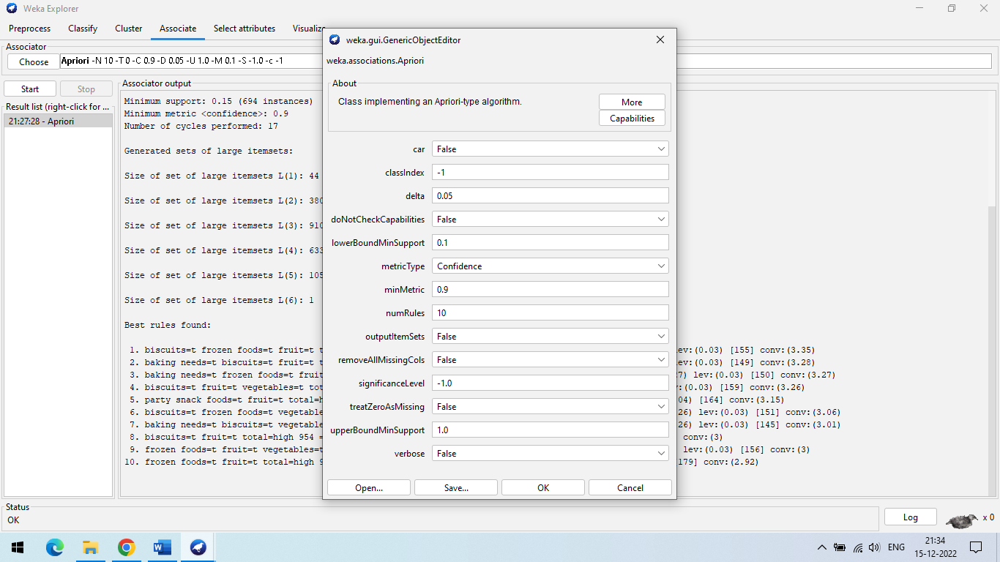 Weka Explorer
Preprocess Classify Cluster Associate Select attributes Visualiz
Associator
Choose Apriori -N 10 -T 0 -C 0.9 -D 0.05 -U 1.0 -M 0.1 -S -1.0 -c -1
Start Stop
Result list (right-click for ...
21:27:28 - Apriori
Associator output
Minimum support: 0.15 (694 instances)
Minimum metric <confidence>: 0.9
Number of cycles performed: 17
Generated sets of large itemsets:
Size of set of large itemsets L(1): 44
Size of set of large itemsets L(2): 380
Size of set of large itemsets L(3): 910
Size of set of large itemsets L(4): 633
Size of set of large itemsets L(5): 105
Size of set of large itemsets L(6): 1
Best rules found:
1. biscuits=t frozen foods=t fruit=t t lev:(0.03) [155] conv:(3.35)
2. baking needs=t biscuits=t fruit=t t lev:(0.03) [149] conv:(3.28)
3. baking needs=t frozen foods=t fruit 7) lev:(0.03) [150] conv:(3.27)
4. biscuits=t fruit=t vegetables=t tot :(0.03) [159] conv:(3.26)
5. party snack foods=t fruit=t total=h 04) [164] conv:(3.15)
6. biscuits=t frozen foods=t vegetable 26) lev:(0.03) [151] conv:(3.06)
7. baking needs=t biscuits=t vegetable 26) lev:(0.03) [145] conv:(3.01)
8. biscuits=t fruit=t total=high 954 = conv:(3)
9. frozen foods=t fruit=t vegetables=t lev:(0.03) [156] conv:(3)
10. frozen foods=t fruit=t total=high 9 179] conv:(2.92)
weka.gui.GenericObjectEditor
weka.associations.Apriori
About
Class implementing an Apriori-type algorithm.
More
Capabilities
car False
classIndex -1
delta 0.05
doNotCheckCapabilities False
lowerBoundMinSupport 0.1
metricType Confidence
minMetric 0.9
numRules 10
outputItemSets False
removeAllMissingCols False
significanceLevel -1.0
treatZeroAsMissing False
upperBoundMinSupport 1.0
verbose False
Open... Save... OK Cancel
Status
OK
Log
x 0
ENG
21:34
15-12-2022